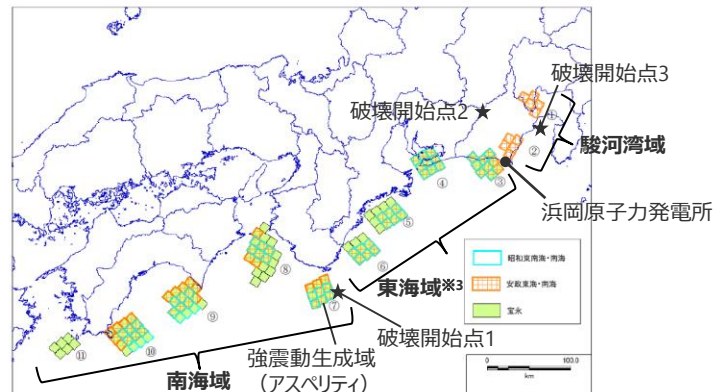 破壊開始点3
破壊開始点2
①
②
駿河湾域
③
④
浜岡原子力発電所
⑤
⑥
昭和東南海・南海
安政東海・南海
宝永
東海域※3
⑦
⑧
⑨
破壊開始点1
⑩
⑪
強震動生成域
（アスペリティ）
南海域
0 100.0
km